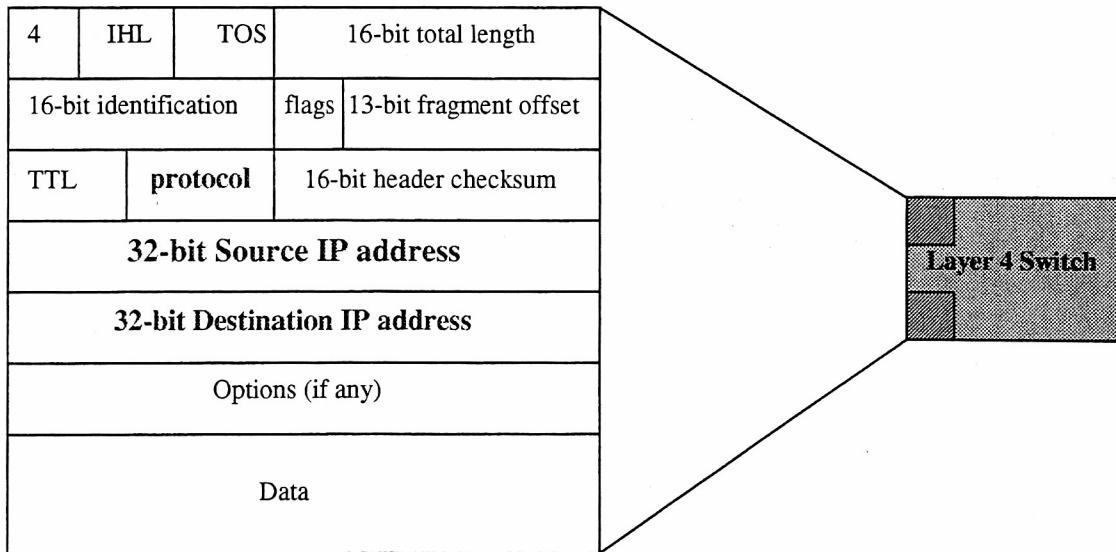 4 IHL TOS 16-bit total length
16-bit identification flags 13-bit fragment offset
TTL protocol 16-bit header checksum
32-bit Source IP address
32-bit Destination IP address
Options (if any)
Data
Layer 4 Switch